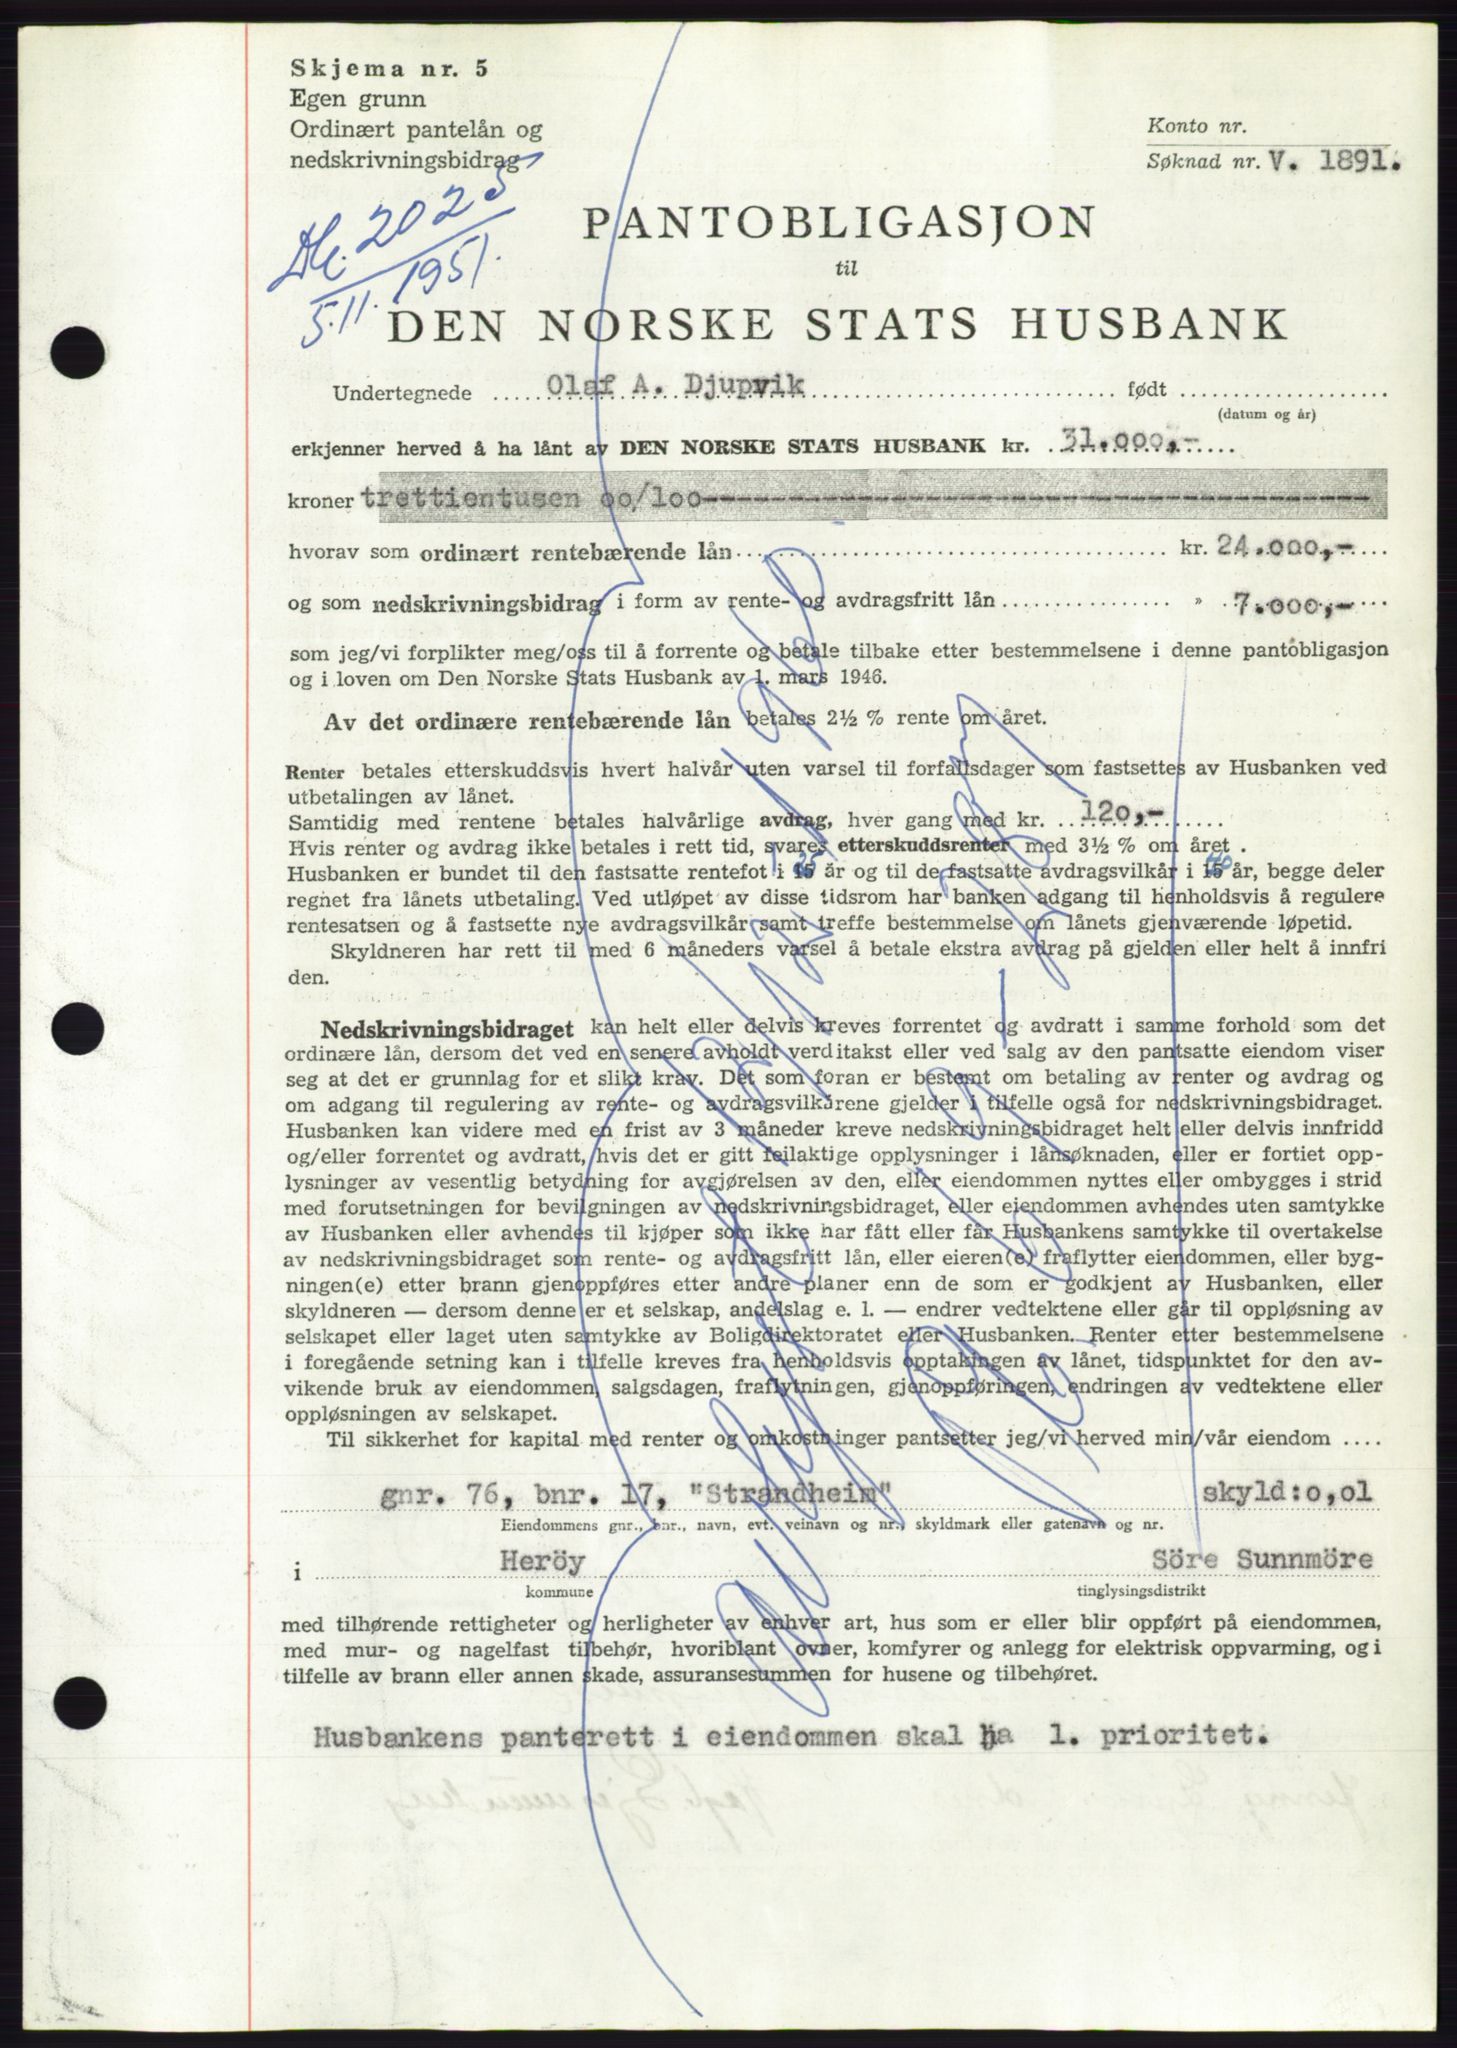 Skjema nr. 5
Egen grunn
Ordinært pantelån og
nedskrivningsbidrag
Konto nr.
Søknad nr. V. 1891.
2025
5.11. 1951.
PANTOBLIGASJON
til
DEN NORSKE STATS HUSBANK
Undertegnede Olaf A. Djupvik født
(datum og år)
erkjenner herved å ha lånt av DEN NORSKE STATS HUSBANK kr. 31.000,-
kroner trettientusen oo/loo
hvorav som ordinært rentebærende lån kr. 24.000,-
og som nedskrivningsbidrag i form av rente- og avdragsfritt lån » 7.000,-
som jeg/vi forplikter meg/oss til å forrente og betale tilbake etter bestemmelsene i denne pantobligasjon
og i loven om Den Norske Stats Husbank av 1. mars 1946.
Av det ordinære rentebærende lån betales 2½ % rente om året.
Renter betales etterskuddsvis hvert halvår uten varsel til forfallsdager som fastsettes av Husbanken ved
utbetalingen av lånet.
Samtidig med rentene betales halvårlige avdrag, hver gang med kr. 120,-
Hvis renter og avdrag ikke betales i rett tid, svares etterskuddsrenter med 3½ % om året.
Husbanken er bundet til den fastsatte rentefot i 15 25 år og til de fastsatte avdragsvilkår i 15 40 år, begge deler
regnet fra lånets utbetaling. Ved utløpet av disse tidsrom har banken adgang til henholdsvis å regulere
rentesatsen og å fastsette nye avdragsvilkår samt treffe bestemmelse om lånets gjenværende løpetid.
Skyldneren har rett til med 6 måneders varsel å betale ekstra avdrag på gjelden eller helt å innfri
den.
Nedskrivningsbidraget kan helt eller delvis kreves forrentet og avdratt i samme forhold som det
ordinære lån, dersom det ved en senere avholdt verditakst eller ved salg av den pantsatte eiendom viser
seg at det er grunnlag for et slikt krav. Det som foran er bestemt om betaling av renter og avdrag og
om adgang til regulering av rente- og avdragsvilkårene gjelder i tilfelle også for nedskrivningsbidraget.
Husbanken kan videre med en frist av 3 måneder kreve nedskrivningsbidraget helt eller delvis innfridd
og/eller forrentet og avdratt, hvis det er gitt feilaktige opplysninger i lånsøknaden, eller er fortiet opp-
lysninger av vesentlig betydning for avgjørelsen av den, eller eiendommen nyttes eller ombygges i strid
med forutsetningen for bevilgningen av nedskrivningsbidraget, eller eiendommen avhendes uten samtykke
av Husbanken eller avhendes til kjøper som ikke har fått eller får Husbankens samtykke til overtakelse
av nedskrivningsbidraget som rente- og avdragsfritt lån, eller eieren(e) fraflytter eiendommen, eller byg-
ningen(e) etter brann gjenoppføres etter andre planer enn de som er godkjent av Husbanken, eller
skyldneren — dersom denne er et selskap, andelslag e. l. — endrer vedtektene eller går til oppløsning av
selskapet eller laget uten samtykke av Boligdirektoratet eller Husbanken. Renter etter bestemmelsene
i foregående setning kan i tilfelle kreves fra henholdsvis opptakingen av lånet, tidspunktet for den av-
vikende bruk av eiendommen, salgsdagen, fraflytningen, gjenoppføringen, endringen av vedtektene eller
oppløsningen av selskapet.
Til sikkerhet for kapital med renter og omkostninger pantsetter jeg/vi herved min/vår eiendom ....
gnr. 76, bnr. 17, "Strandheim" skyld:o,ol
Eiendommens gnr., bnr., navn, evt. veinavn og nr., skyldmark eller gatenavn og nr.
i Heröy Söre Sunnmöre
kommune tinglysingsdistrikt
med tilhørende rettigheter og herligheter av enhver art, hus som er eller blir oppført på eiendommen,
med mur- og nagelfast tilbehør, hvoriblant ovner, komfyrer og anlegg for elektrisk oppvarming, og i
tilfelle av brann eller annen skade, assuransesummen for husene og tilbehøret.
Husbankens panterett i eiendommen skal ha 1. prioritet.